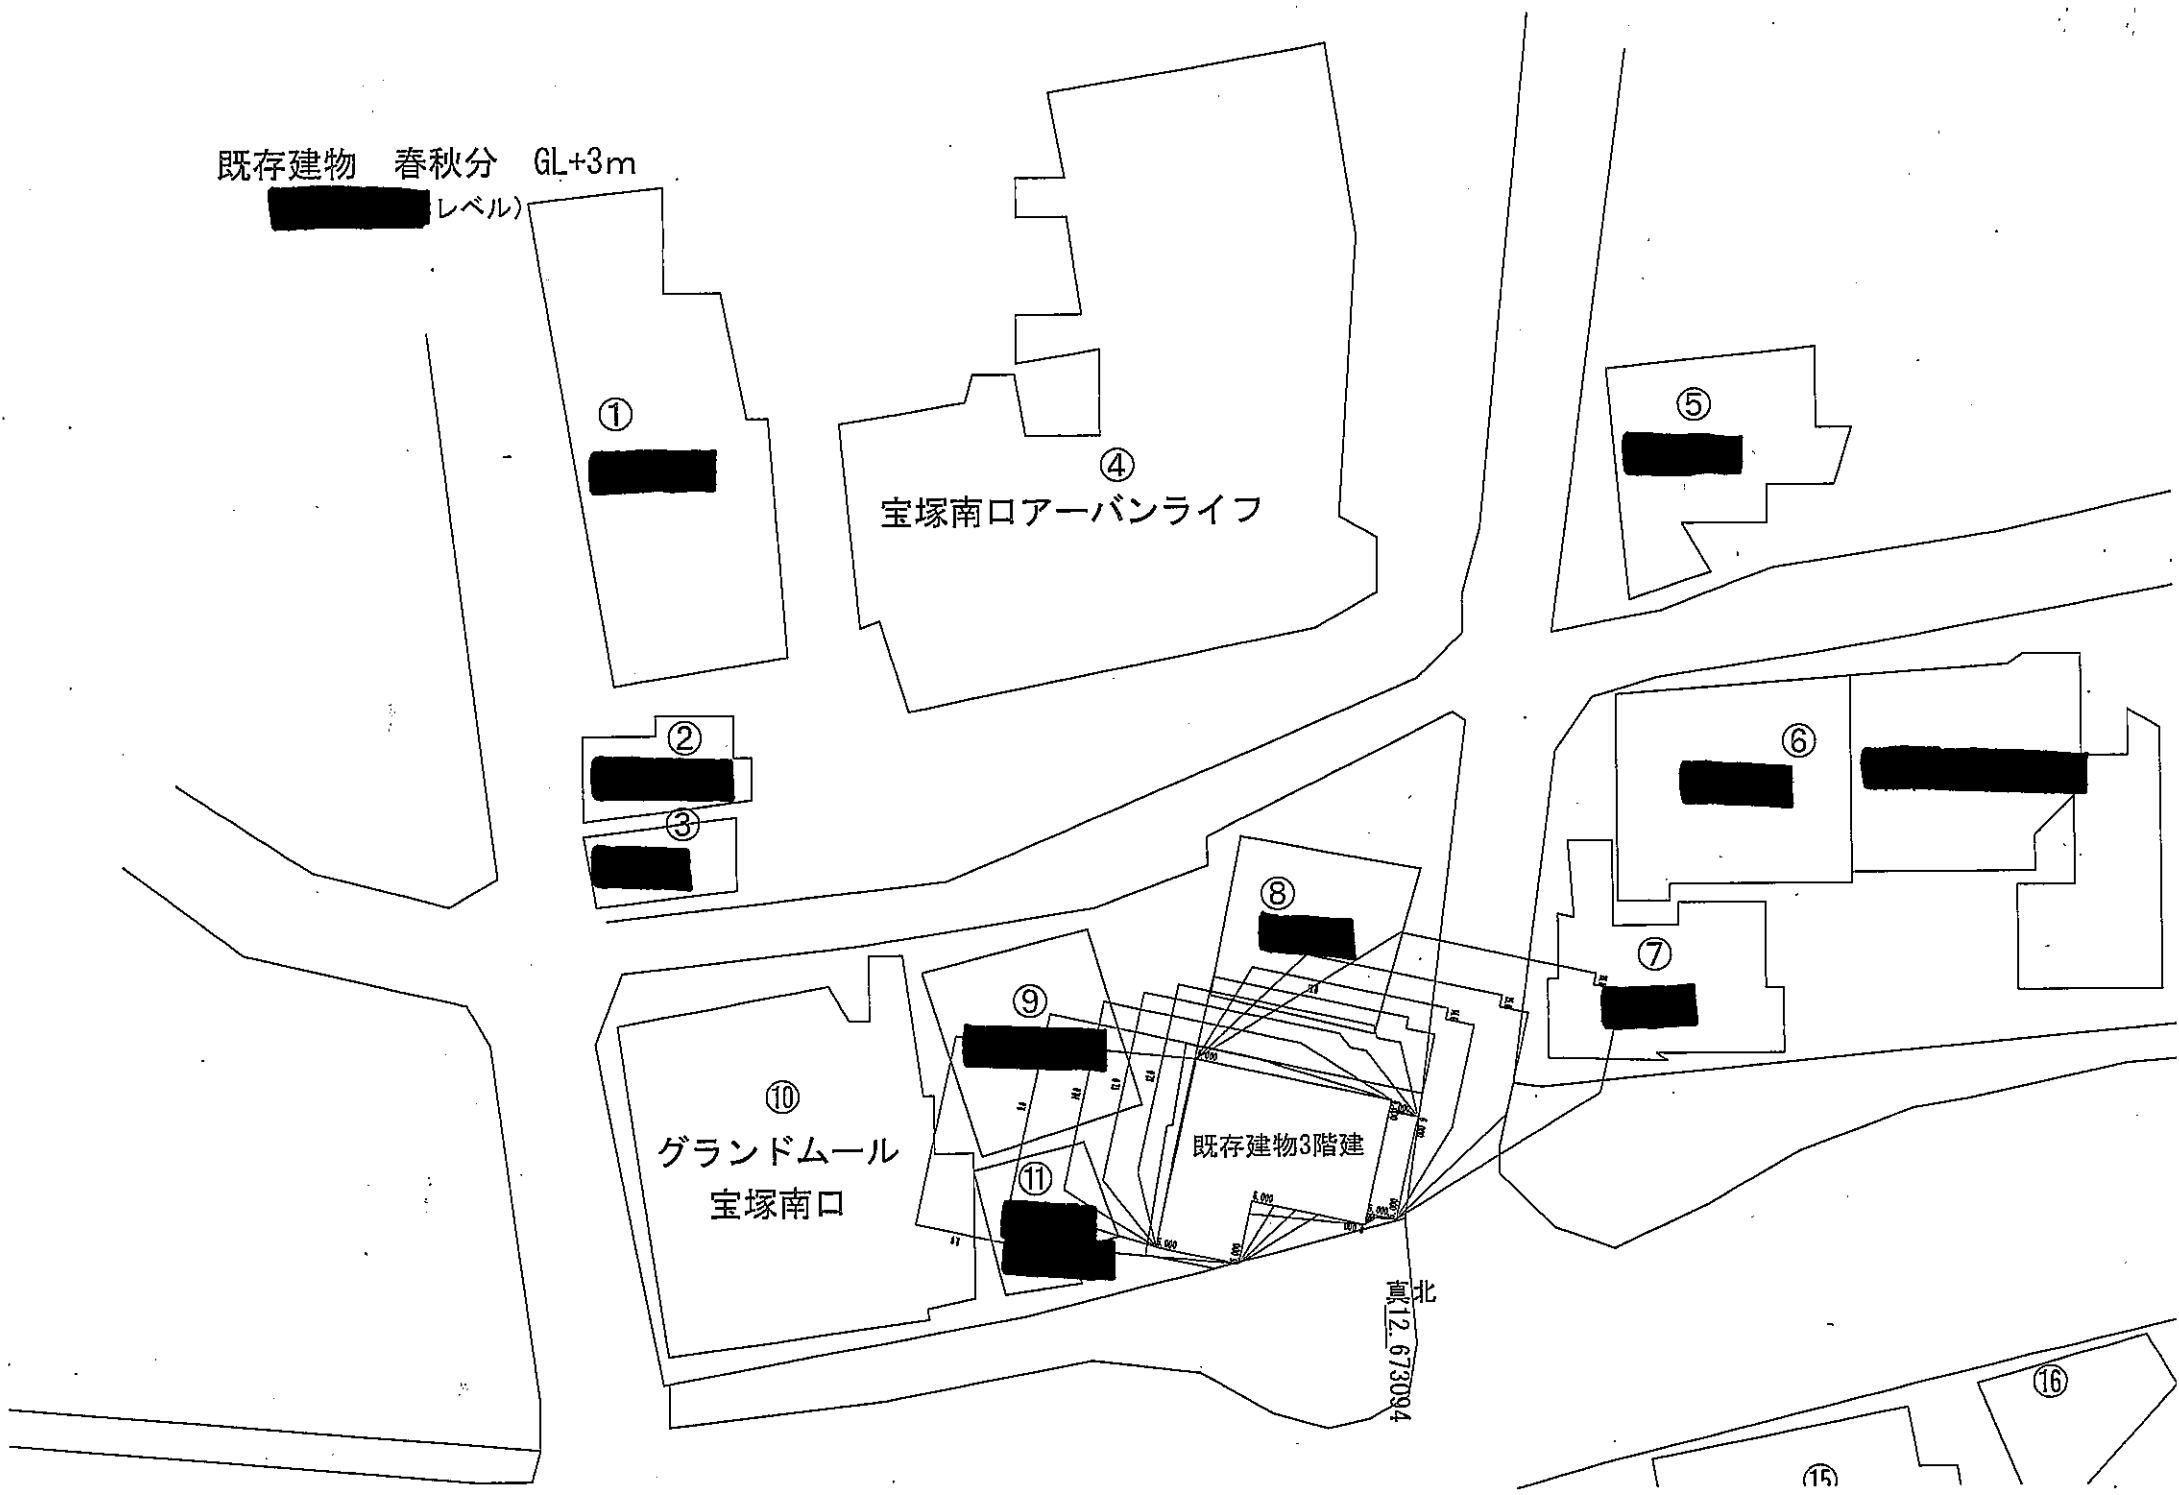 既存建物 春秋分 GL+3m
レベル)
①
⑤
④
宝塚南口アーバンライフ
②
⑥
③
⑧
⑦
⑨
⑩
グランドムール
宝塚南口
既存建物3階建
⑪
6,000
真北
12.673094
⑯
⑮